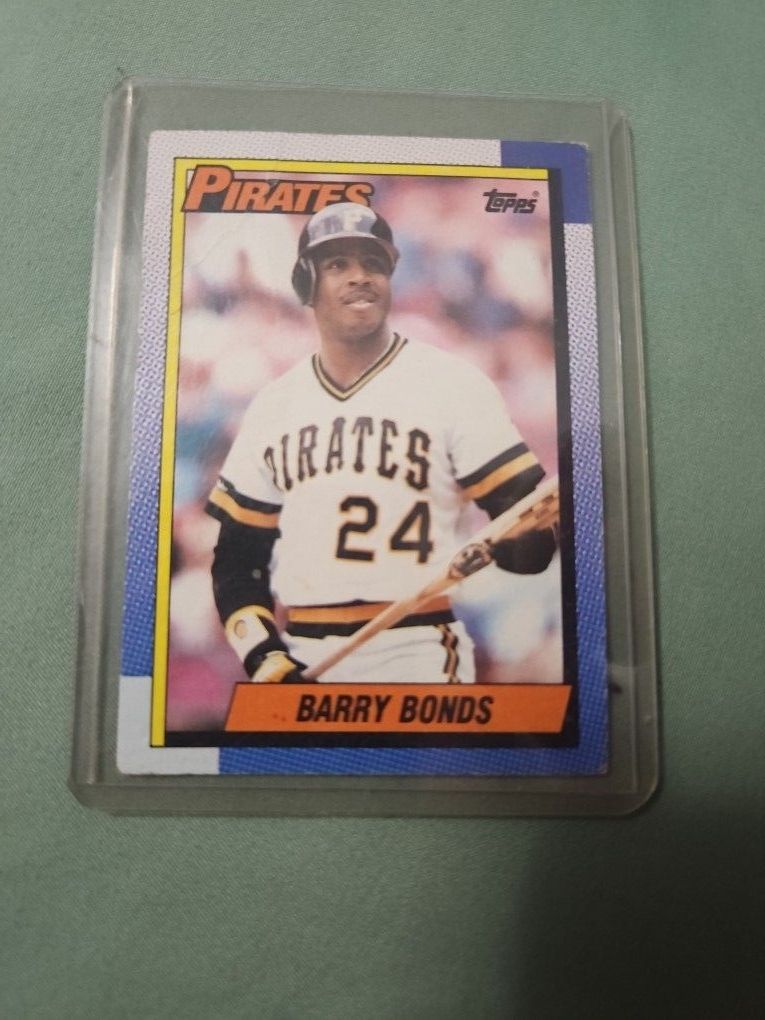 PIRATES
topps®
P
PIRATES
24
BARRY BONDS